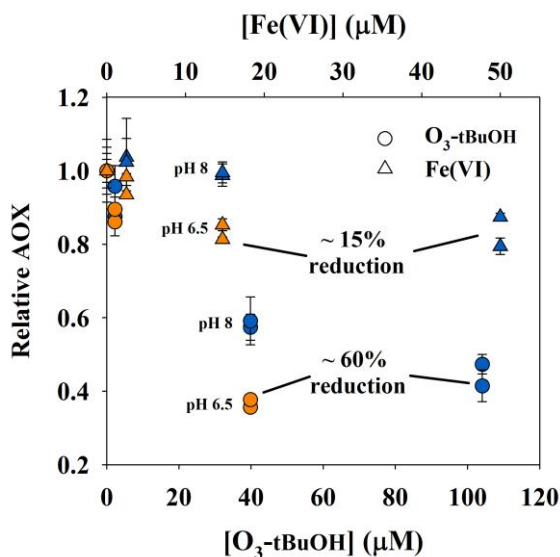 [Fe(VI)] (µM)
0 10 20 30 40 50
1.2
1.0
0.8
0.6
0.4
0.2
Relative AOX
O3-tBuOH
Fe(VI)
pH 8
pH 6.5
~ 15%
reduction
pH 8
~ 60%
reduction
pH 6.5
0 20 40 60 80 100 120
[O3-tBuOH] (µM)